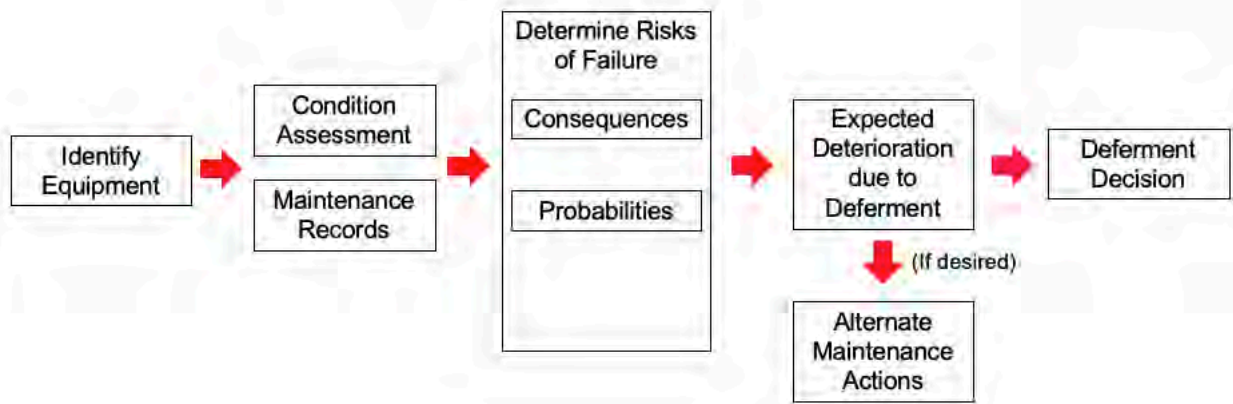 Identify
Equipment
Condition
Assessment
Maintenance
Records
Determine Risks
of Failure
Consequences
Probabilities
Expected
Deterioration
due to
Deferment
(If desired)
Alternate
Maintenance
Actions
Deferment
Decision